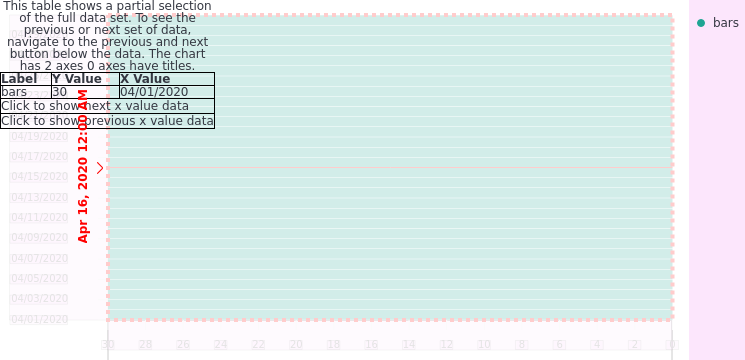 This table shows a partial selection
of the full data set. To see the
previous or next set of data,
navigate to the previous and next
button below the data. The chart
has 2 axes 0 axes have titles.
Label Y Value X Value
bars 30 04/01/2020
Click to show next x value data
Click to show previous x value data
bars
Apr 16, 2020 12:00 AM
04/19/2020
04/17/2020
04/15/2020
04/13/2020
04/11/2020
04/09/2020
04/07/2020
04/05/2020
04/03/2020
04/01/2020
30 28 26 24 22 20 18 16 14 12 10 8 6 4 2 0